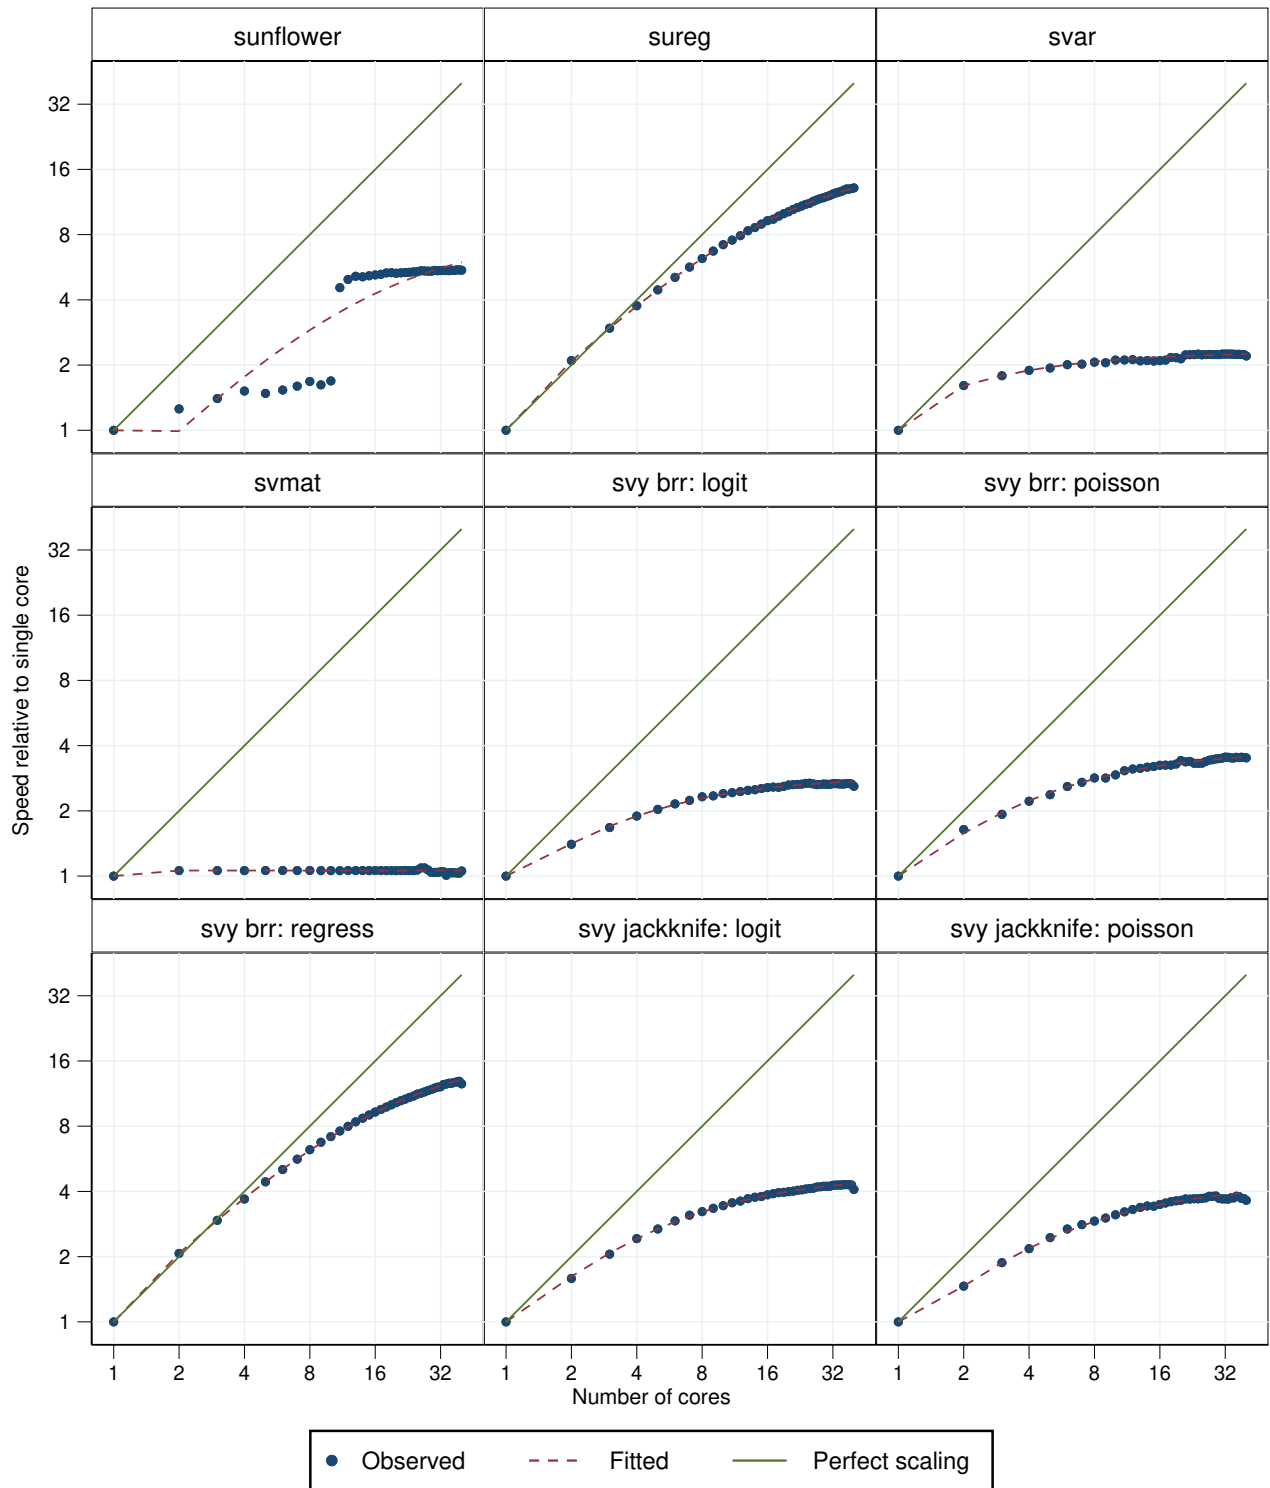 sunflower sureg svar
32
16
8
4
2
1
svmat svy brr: logit svy brr: poisson
32
16
8
4
2
1
Speed relative to single core
svy brr: regress svy jackknife: logit svy jackknife: poisson
32
16
8
4
2
1
1 2 4 8 16 32 1 2 4 8 16 32 1 2 4 8 16 32
Number of cores
Observed Fitted Perfect scaling